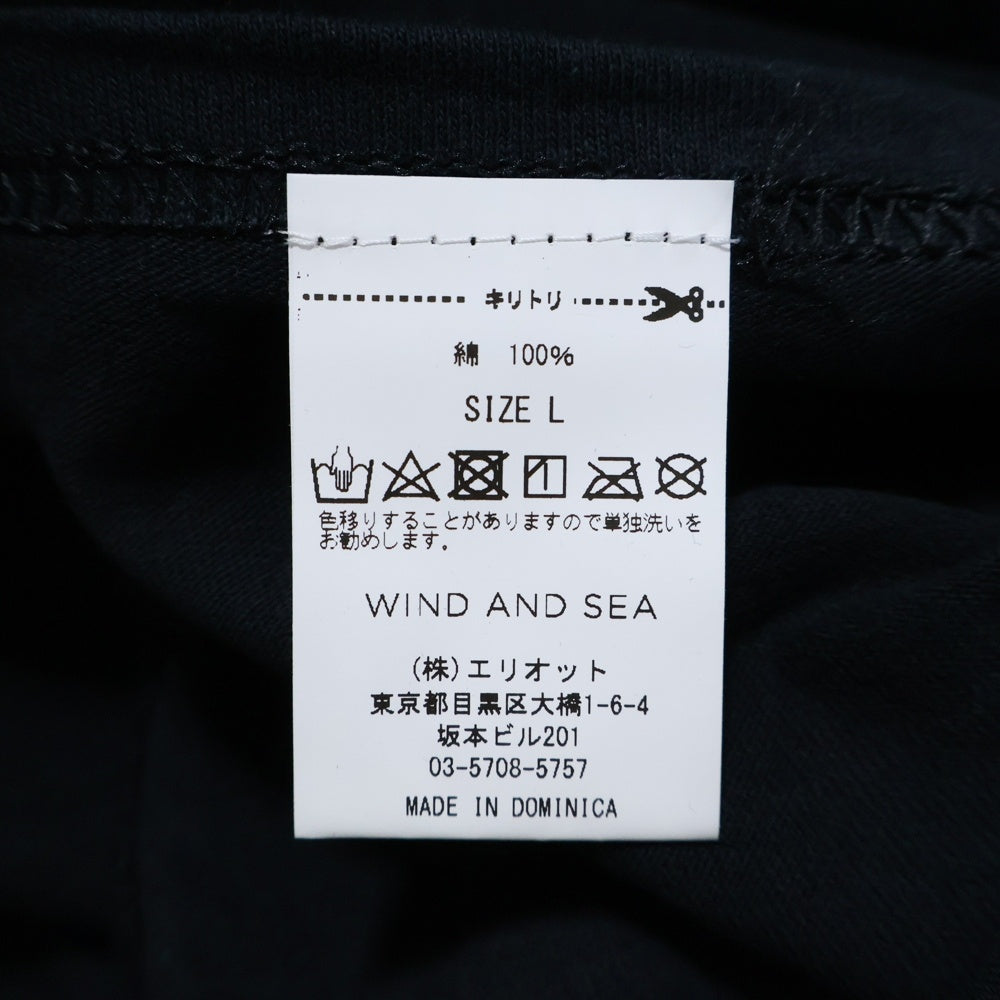 キリトリ
綿 100%
SIZE L
色移りすることがありますので単独洗いを
お勧めします。
WIND AND SEA
(株)エリオット
東京都目黒区大橋1-6-4
坂本ビル201
03-5708-5757
MADE IN DOMINICA